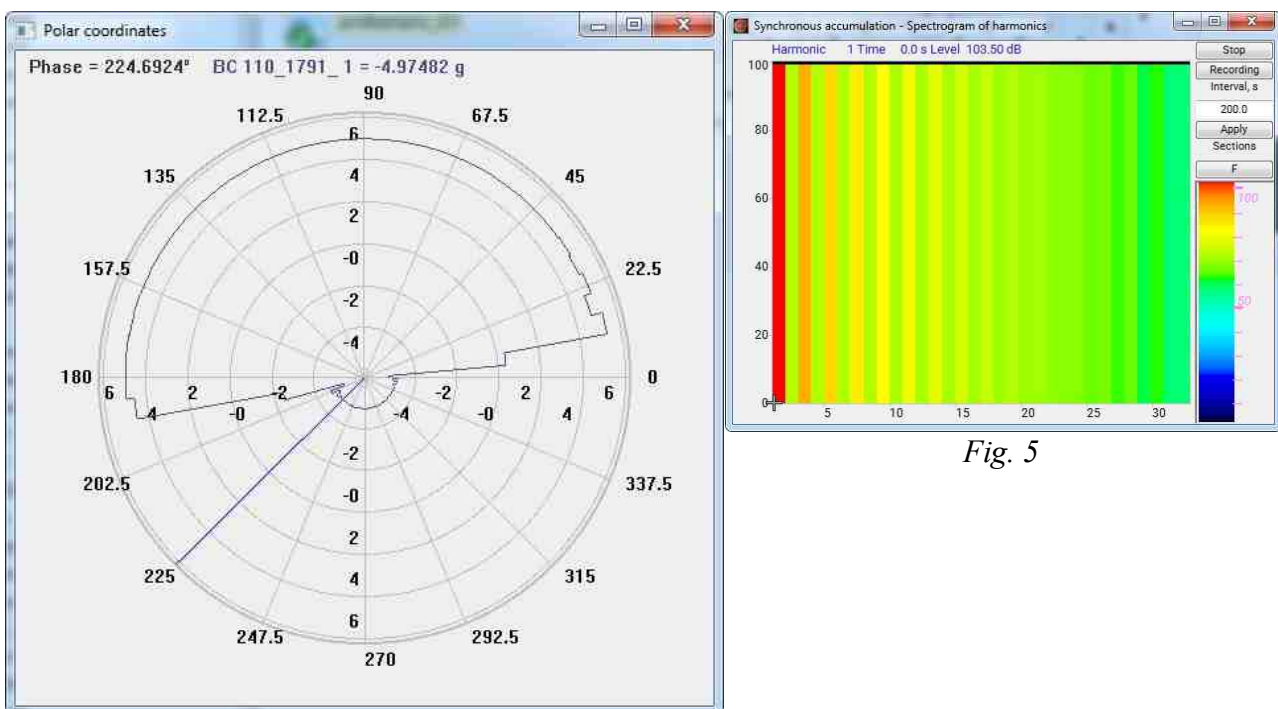 Polar coordinates
Phase = 224.6924° BC 110_1791_ 1 = -4.97482 g
90
112.5 67.5
6
135 45
4
2
157.5 -0 22.5
-2
-4
180 0
6 2 -2 -2 2 6
4 -0 -4 -0 4
-2
202.5 337.5
-0
2
225 4 315
6
247.5 292.5
270
Synchronous accumulation - Spectrogram of harmonics
Harmonic 1 Time 0.0 s Level 103.50 dB
100
80
60
40
20
0
5 10 15 20 25 30
Stop
Recording
Interval, s
200.0
Apply
Sections
F
100
50
Fig. 5